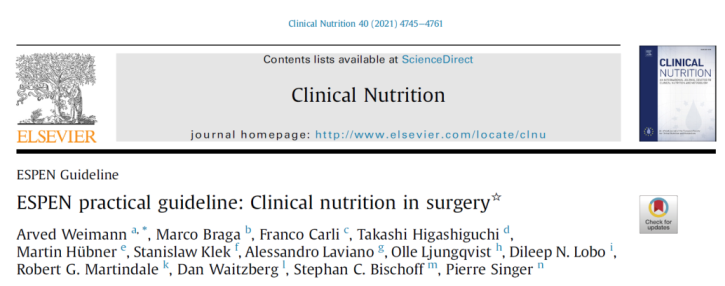 Clinical Nutrition 40 (2021) 4745–4761
Contents lists available at ScienceDirect
Clinical Nutrition
journal homepage: http://www.elsevier.com/locate/clnu
ELSEVIER
CLINICAL
NUTRITION
ESPEN Guideline
ESPEN practical guideline: Clinical nutrition in surgery☆
Check for
updates
Arved Weimann a, *, Marco Braga b, Franco Carli c, Takashi Higashiguchi d,
Martin Hübner e, Stanislaw Klek f, Alessandro Laviano g, Olle Ljungqvist h, Dileep N. Lobo i,
Robert G. Martindale k, Dan Waitzberg l, Stephan C. Bischoff m, Pierre Singer n